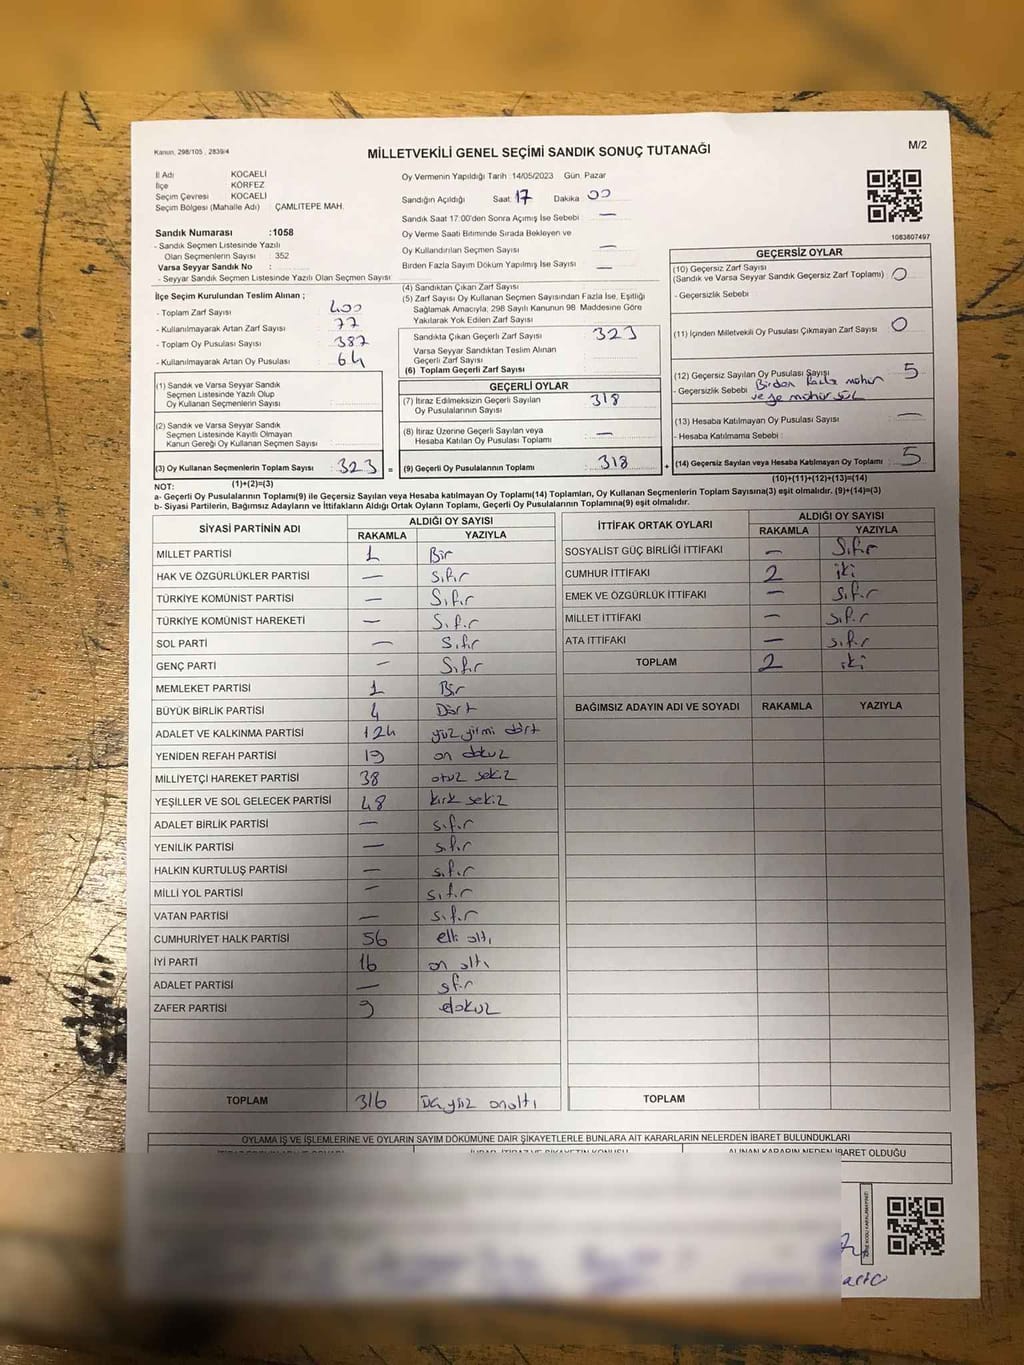 Kanun, 298/105 , 2839/4
MİLLETVEKİLİ GENEL SEÇİMİ SANDIK SONUÇ TUTANAĞI
M/2
İl Adı KOCAELİ
İlçe KÖRFEZ
Seçim Çevresi KOCAELİ
Seçim Bölgesi (Mahalle Adı) ÇAMLITEPE MAH.
Sandık Numarası :1058
- Sandık Seçmen Listesinde Yazılı
Olan Seçmenlerin Sayısı : 352
Varsa Seyyar Sandık No :
- Seyyar Sandık Seçmen Listesinde Yazılı Olan Seçmen Sayısı
Oy Vermenin Yapıldığı Tarih :14/05/2023 Gün, Pazar
Sandığın Açıldığı Saat: 17 Dakika 00
Sandık Saat 17:00'den Sonra Açımış İse Sebebi —
Oy Verme Saati Bitiminde Sırada Bekleyen ve
Oy Kullandırılan Seçmen Sayısı —
Birden Fazla Sayım Döküm Yapılmış İse Sayısı —
1083807497
İlçe Seçim Kurulundan Teslim Alınan ;
- Toplam Zarf Sayısı 400
- Kullanılmayarak Artan Zarf Sayısı 77
- Toplam Oy Pusulası Sayısı 387
- Kullanılmayarak Artan Oy Pusulası 64
(1) Sandık ve Varsa Seyyar Sandık
Seçmen Listesinde Yazılı Olup
Oy Kullanan Seçmenlerin Sayısı :
(2) Sandık ve Varsa Seyyar Sandık
Seçmen Listesinde Kayıtlı Olmayan
Kanun Gereği Oy Kullanan Seçmen Sayısı :
(3) Oy Kullanan Seçmenlerin Toplam Sayısı : 323 =
(1)+(2)=(3)
(4) Sandıktan Çıkan Zarf Sayısı
(5) Zarf Sayısı Oy Kullanan Seçmen Sayısından Fazla İse, Eşitliği
Sağlamak Amacıyla; 298 Sayılı Kanunun 98 Maddesine Göre
Yakılarak Yok Edilen Zarf Sayısı
Sandıkta Çıkan Geçerli Zarf Sayısı 323
Varsa Seyyar Sandıktan Teslim Alınan
Geçerli Zarf Sayısı
(6) Toplam Geçerli Zarf Sayısı
GEÇERLİ OYLAR
(7) İtiraz Edilmeksizin Geçerli Sayılan
Oy Pusulalarının Sayısı 318
(8) İtiraz Üzerine Geçerli Sayılan veya
Hesaba Katılan Oy Pusulası Toplamı —
(9) Geçerli Oy Pusulalarının Toplamı : 318 +
GEÇERSİZ OYLAR
(10) Geçersiz Zarf Sayısı
(Sandık ve Varsa Seyyar Sandık Geçersiz Zarf Toplamı) 0
- Geçersizlik Sebebi :
(11) İçinden Milletvekili Oy Pusulası Çıkmayan Zarf Sayısı 0
(12) Geçersiz Sayılan Oy Pusulası Sayısı 5
- Geçersizlik Sebebi Birden Fazla mühür
mühür
(13) Hesaba Katılmayan Oy Pusulası Sayısı —
- Hesaba Katılmama Sebebi :
(14) Geçersiz Sayılan veya Hesaba Katılmayan Oy Toplamı 5
(10)+(11)+(12)+(13)=(14)
NOT:
a- Geçerli Oy Pusulalarının Toplamı(9) ile Geçersiz Sayılan veya Hesaba katılmayan Oy Toplamı(14) Toplamları, Oy Kullanan Seçmenlerin Toplam Sayısına(3) eşit olmalıdır. (9)+(14)=(3)
b- Siyasi Partilerin, Bağımsız Adayların ve İttifakların Aldığı Ortak Oyların Toplamı, Geçerli Oy Pusulalarının Toplamına(9) eşit olmalıdır.
SİYASİ PARTİNİN ADI ALDIĞI OY SAYISI
RAKAMLA YAZIYLA
MİLLET PARTİSİ 1 Bir
HAK VE ÖZGÜRLÜKLER PARTİSİ — Sıfır
TÜRKİYE KOMÜNİST PARTİSİ — Sıfır
TÜRKİYE KOMÜNİST HAREKETİ — Sıfır
SOL PARTİ — Sıfır
GENÇ PARTİ — Sıfır
MEMLEKET PARTİSİ 1 Bir
BÜYÜK BİRLİK PARTİSİ 4 Dört
ADALET VE KALKINMA PARTİSİ 124 yüz yirmi dört
YENİDEN REFAH PARTİSİ 19 on dokuz
MİLLİYETÇİ HAREKET PARTİSİ 38 otuz sekiz
YEŞİLLER VE SOL GELECEK PARTİSİ 48 kırk sekiz
ADALET BİRLİK PARTİSİ — sıfır
YENİLİK PARTİSİ — sıfır
HALKIN KURTULUŞ PARTİSİ — sıfır
MİLLİ YOL PARTİSİ — sıfır
VATAN PARTİSİ — sıfır
CUMHURİYET HALK PARTİSİ 56 elli altı
İYİ PARTİ 16 on altı
ADALET PARTİSİ — sıfır
ZAFER PARTİSİ 9 dokuz
TOPLAM 316 üçyüz onaltı
İTTİFAK ORTAK OYLARI ALDIĞI OY SAYISI
RAKAMLA YAZIYLA
SOSYALİST GÜÇ BİRLİĞİ İTTİFAKI — Sıfır
CUMHUR İTTİFAKI 2 iki
EMEK VE ÖZGÜRLÜK İTTİFAKI — Sıfır
MİLLET İTTİFAKI — sıfır
ATA İTTİFAKI — sıfır
TOPLAM 2 iki
BAĞIMSIZ ADAYIN ADI VE SOYADI RAKAMLA YAZIYLA
TOPLAM
OYLAMA İŞ VE İŞLEMLERİNE VE OYLARIN SAYIM DÖKÜMÜNE DAİR ŞİKAYETLERLE BUNLARA AİT KARARLARIN NELERDEN İBARET BULUNDUKLARI
ALINAN KARARIN NEDEN İBARET OLDUĞU